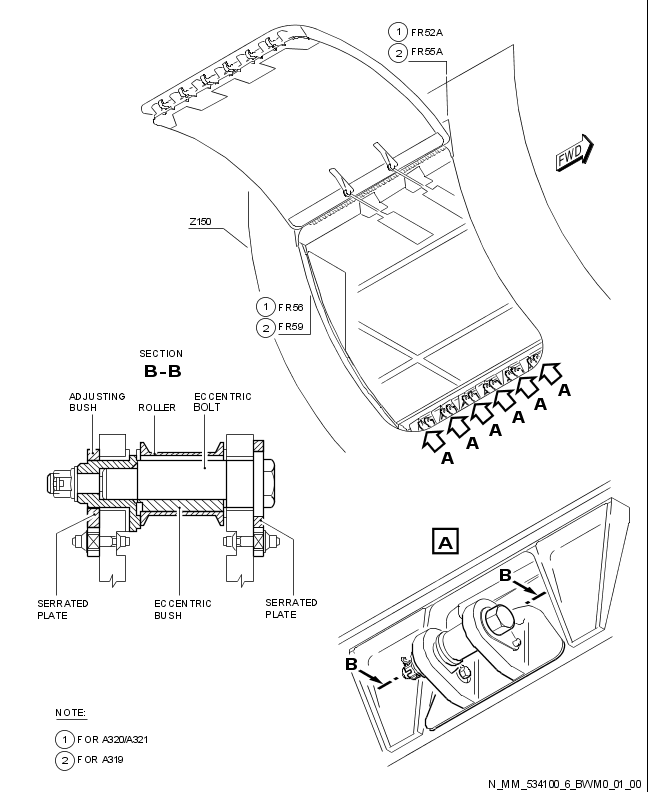 1 FR52A
2 FR55A
FWD
Z150
1 FR56
2 FR59
SECTION
B-B
ADJUSTING
BUSH
ROLLER
ECCENTRIC
BOLT
A
A
A
A
A
A
SERRATED
PLATE
ECCENTRIC
BUSH
SERRATED
PLATE
A
B
B
NOTE:
1 FOR A320/A321
2 FOR A319
N_MM_534100_6_BWM0_01_00